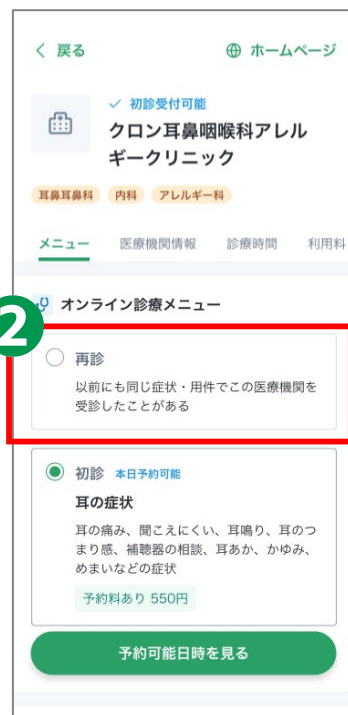 戻る
ホームページ
初診受付可能
クロン耳鼻咽喉科アレル
ギークリニック
耳鼻耳鼻科 内科 アレルギー科
メニュー 医療機関情報 診療時間 利用料
オンライン診療メニュー
2
再診
以前にも同じ症状・用件でこの医療機関を
受診したことがある
初診 本日予約可能
耳の症状
耳の痛み、聞こえにくい、耳鳴り、耳のつ
まり感、補聴器の相談、耳あか、かゆみ、
めまいなどの症状
予約料あり 550円
予約可能日時を見る